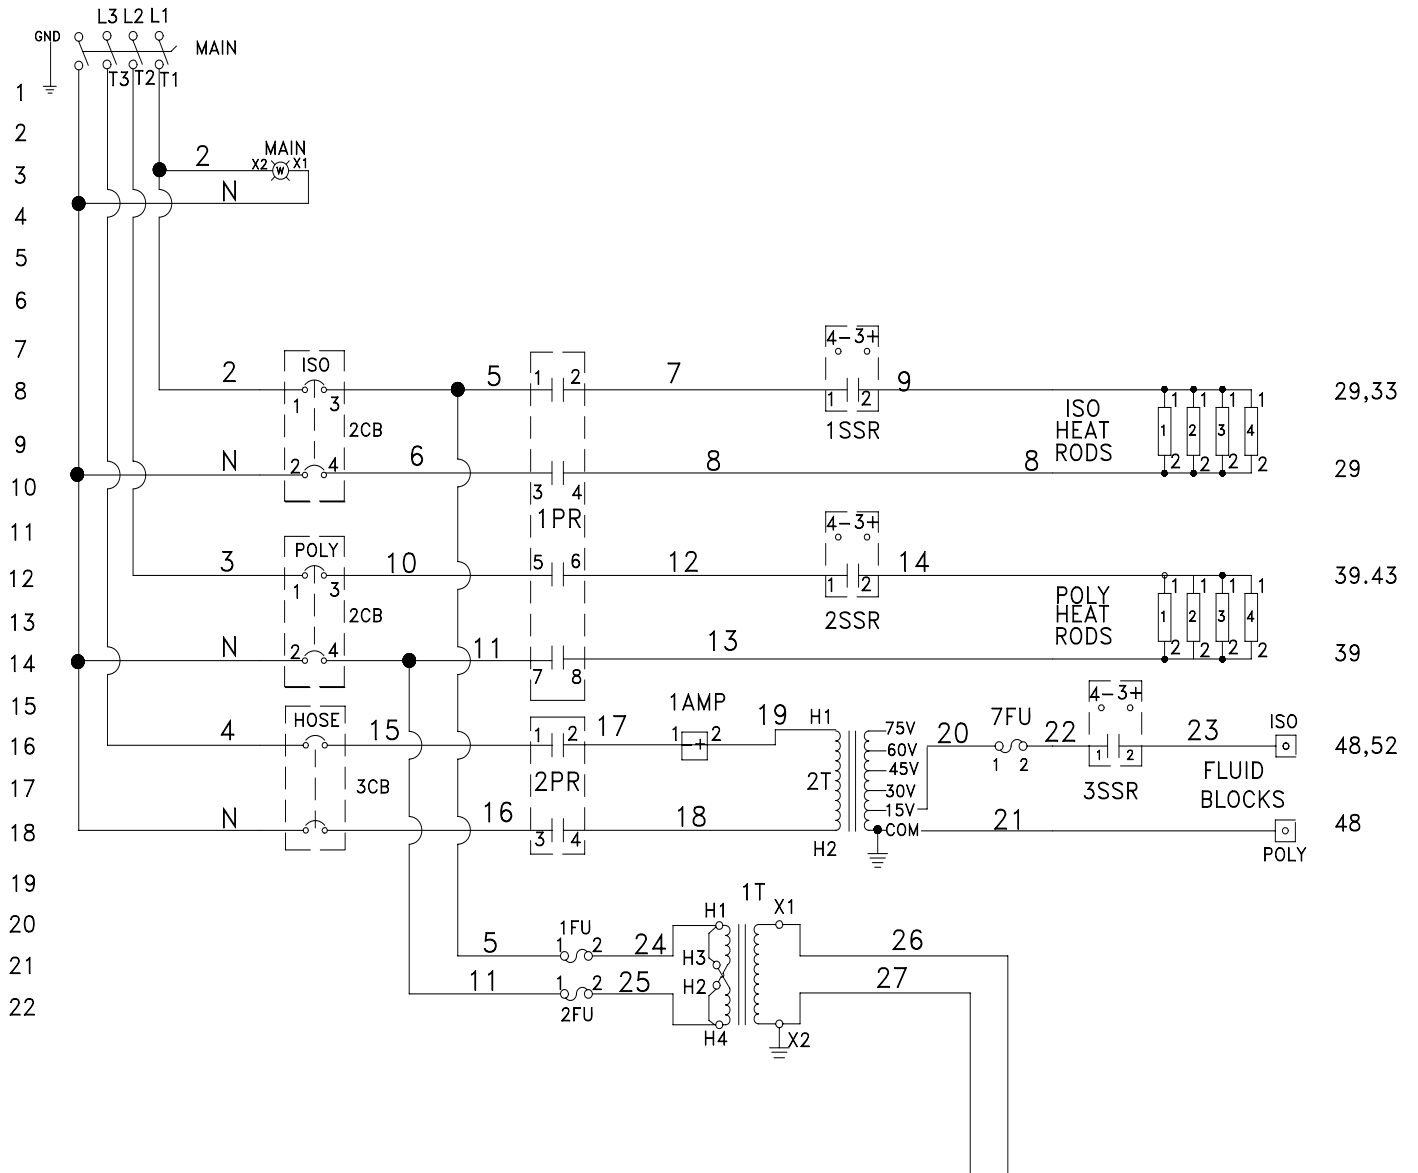 L3 L2 L1
GND
MAIN
T3 T2 T1
1
2
MAIN
2 X2 W X1
3
N
4
5
6
7
4- 3+
ISO
2 5 1 2 7 9 1 1 1 1
8 1 3 1 2 29,33
2CB 1SSR ISO HEAT RODS 1 2 3 4
9
N 2 4 6 8 8 2 2 2 2 29
10 3 4
1PR
11 4- 3+
POLY
3 10 5 6 12 14 1 1 1 1
12 1 3 1 2 39.43
2CB 2SSR POLY HEAT RODS 1 2 3 4
13
N 2 4 11 13 2 2 2 2 39
14 7 8
4- 3+
15 1AMP
HOSE 19 H1 7FU ISO
4 15 1 2 17 1 -+ 2 75V 20 22 23
16 60V 1 2 1 2 48,52
45V
3CB 2PR 2T 30V 3SSR FLUID BLOCKS
17 15V
N 16 18 COM 21 48
18 3 4 H2 POLY
19
1T
H1 X1
20 1FU
5 1 2 24 26
21 H3
11 1 2 25 H2 27
22 2FU
H4 X2